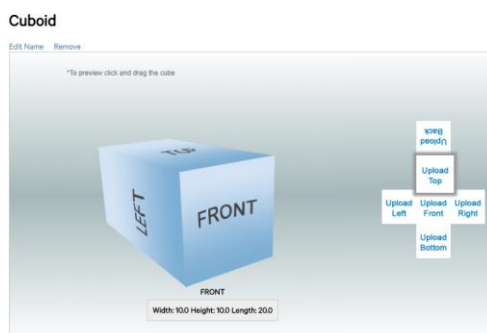 Cuboid
Edit Name Remove
*To preview click and drag the cube
Upload
Back
TOP
Upload
Top
LEFT
FRONT
Upload Upload Upload
Left Front Right
Upload
Bottom
FRONT
Width: 10.0 Height: 10.0 Length: 20.0